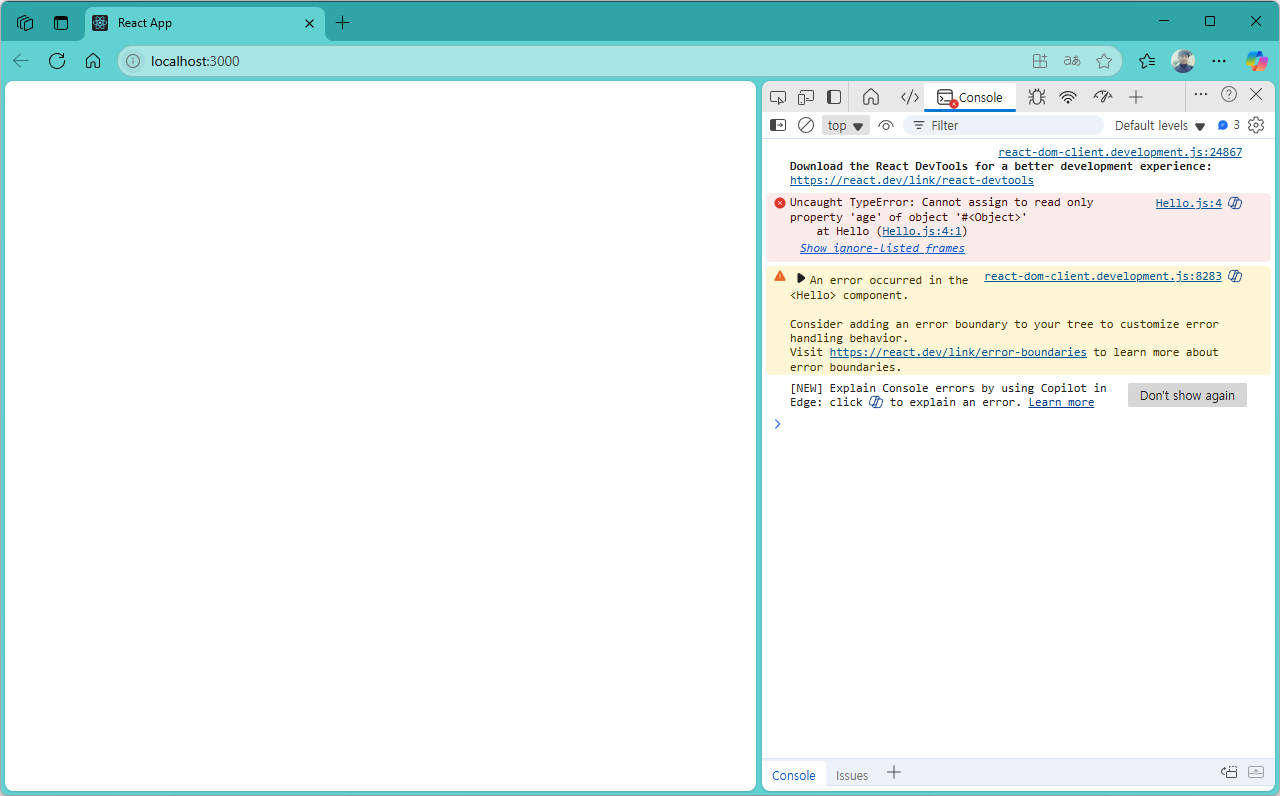 React App
localhost:3000
aあ
Console
top
Filter
Default levels
3
react-dom-client.development.js:24867
Download the React DevTools for a better development experience:
https://react.dev/link/react-devtools
Uncaught TypeError: Cannot assign to read only Hello.js:4
property 'age' of object '#<Object>'
at Hello (Hello.js:4:1)
Show ignore-listed frames
An error occurred in the react-dom-client.development.js:8283
<Hello> component.
Consider adding an error boundary to your tree to customize error
handling behavior.
Visit https://react.dev/link/error-boundaries to learn more about
error boundaries.
[NEW] Explain Console errors by using Copilot in
Edge: click to explain an error. Learn more
Don't show again
Console
Issues